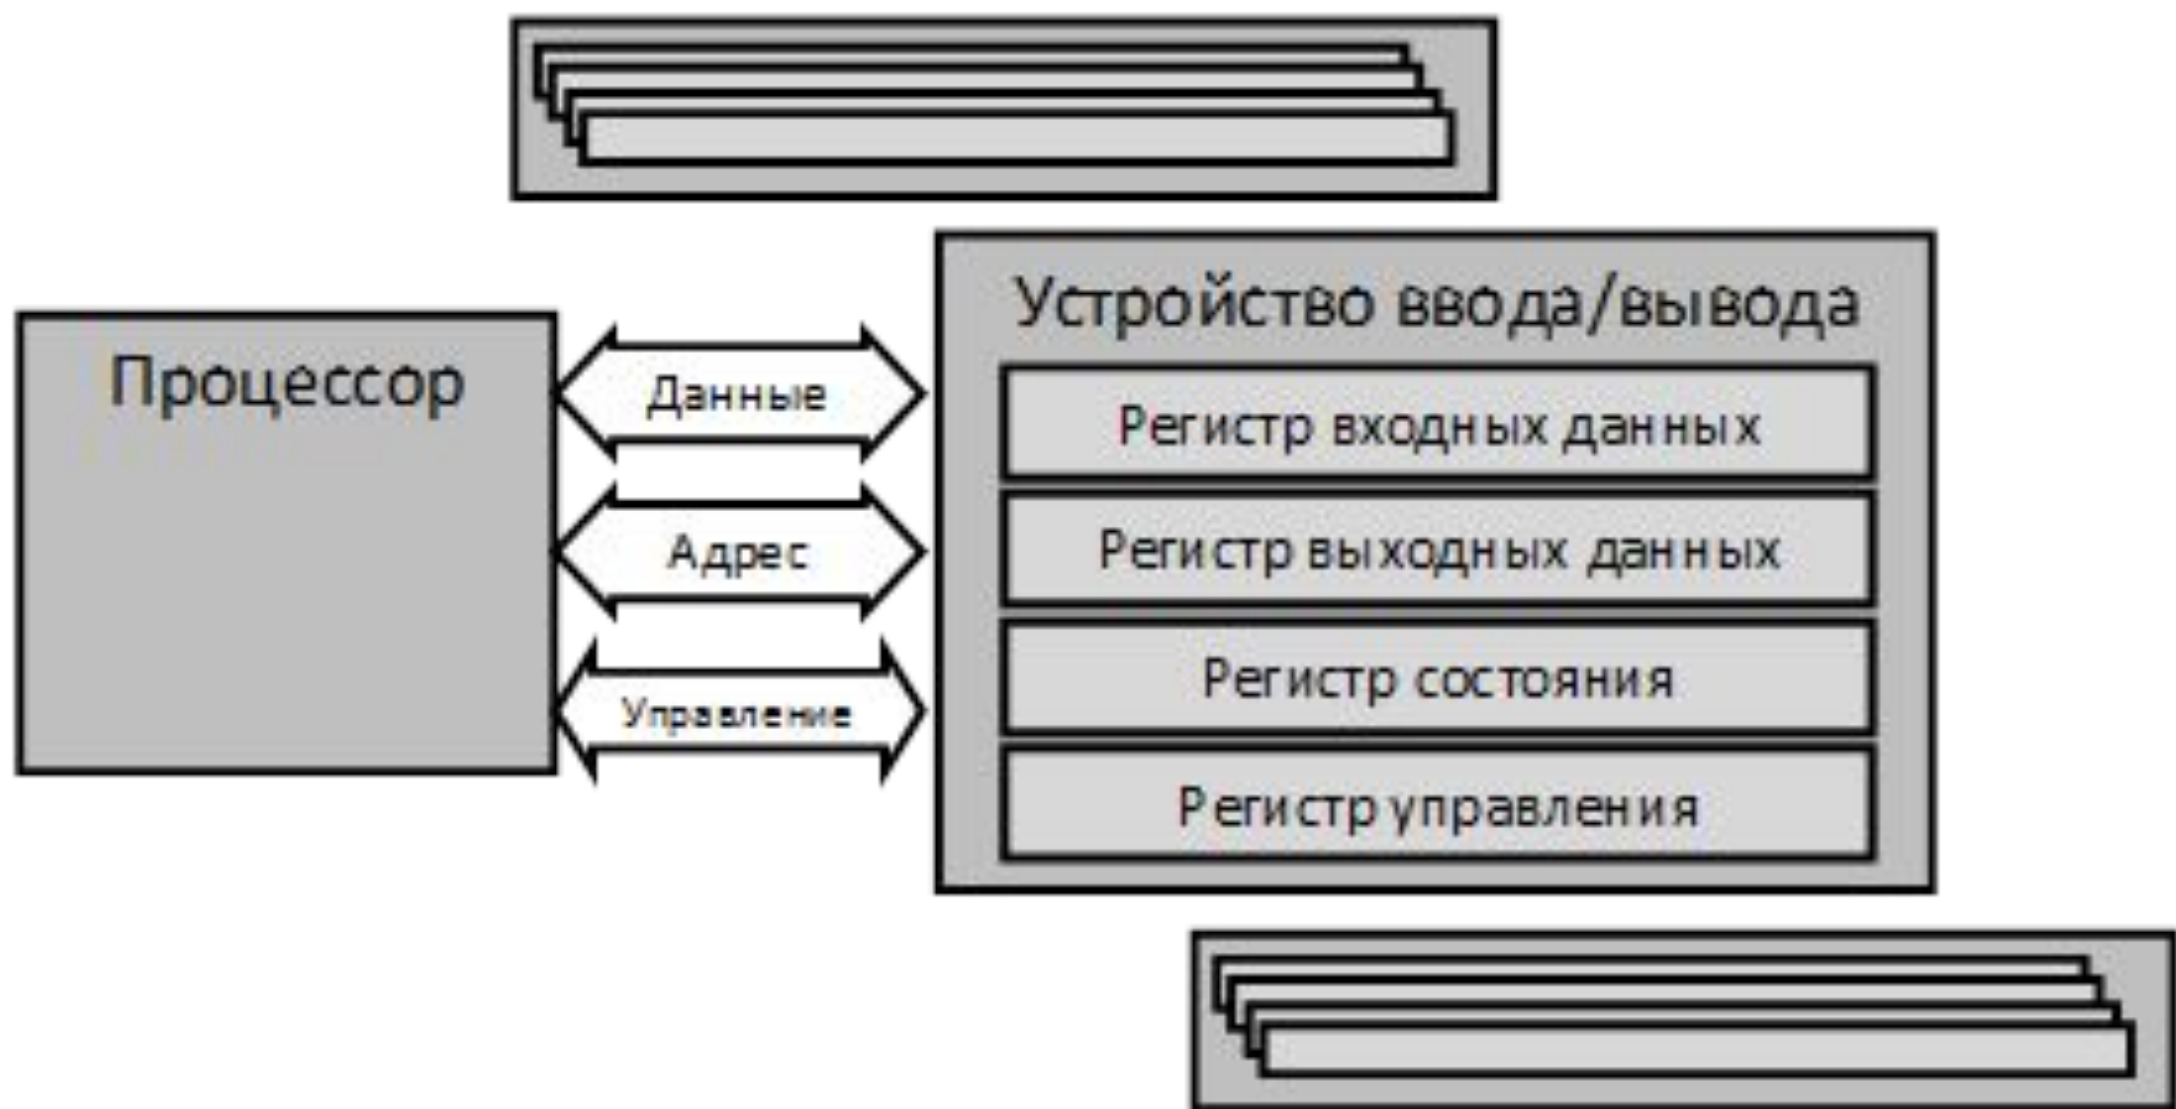 Устройство ввода/вывода
Процессор
Данные
Регистр входных данных
Адрес
Регистр выходных данных
Регистр состояния
Управление
Регистр управления